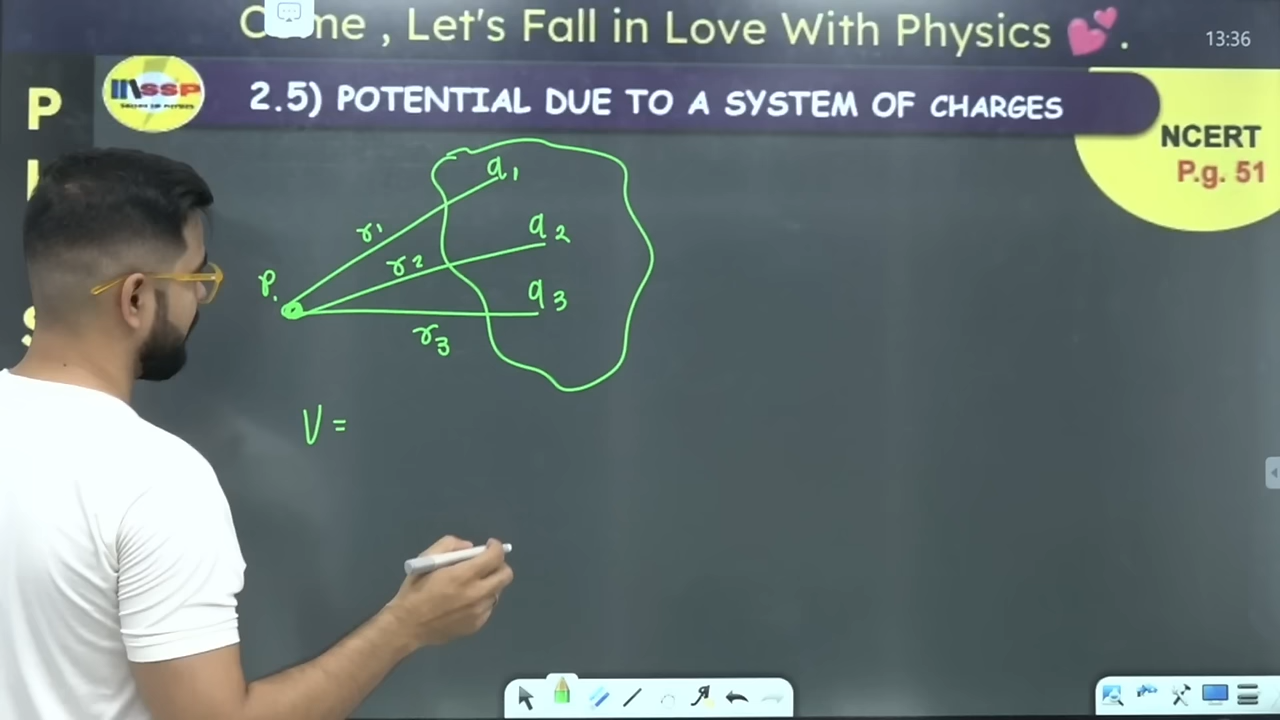 Come , Let's Fall in Love With Physics 💕 .
13:36
SSP
2.5) POTENTIAL DUE TO A SYSTEM OF CHARGES
NCERT
P.g. 51
P
S
q1
r1
q2
r2
P.
q3
r3
V =